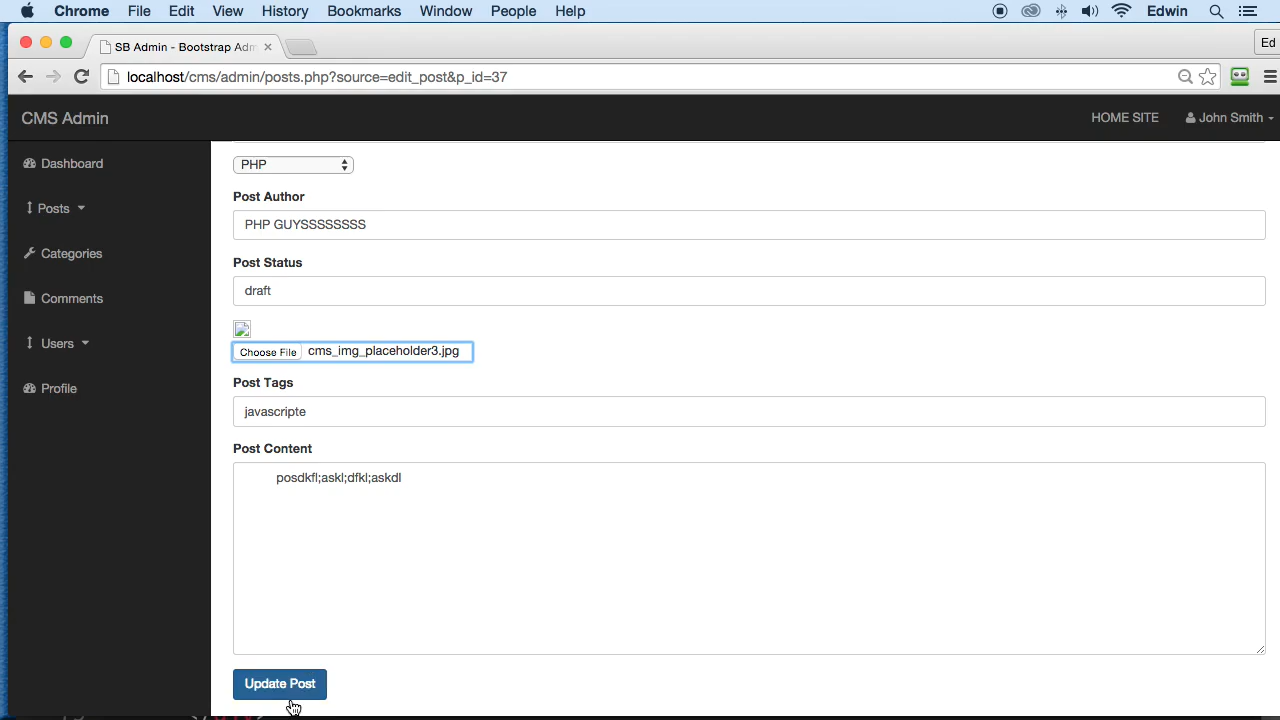 Chrome File Edit View History Bookmarks Window People Help Edwin
SB Admin - Bootstrap Adm Ed
localhost/cms/admin/posts.php?source=edit_post&p_id=37
CMS Admin HOME SITE John Smith
Dashboard
Posts
Categories
Comments
Users
Profile
PHP
Post Author
PHP GUYSSSSSSSS
Post Status
draft
Choose File cms_img_placeholder3.jpg
Post Tags
javascripte
Post Content
posdkfl;askl;dfkl;askdl
Update Post